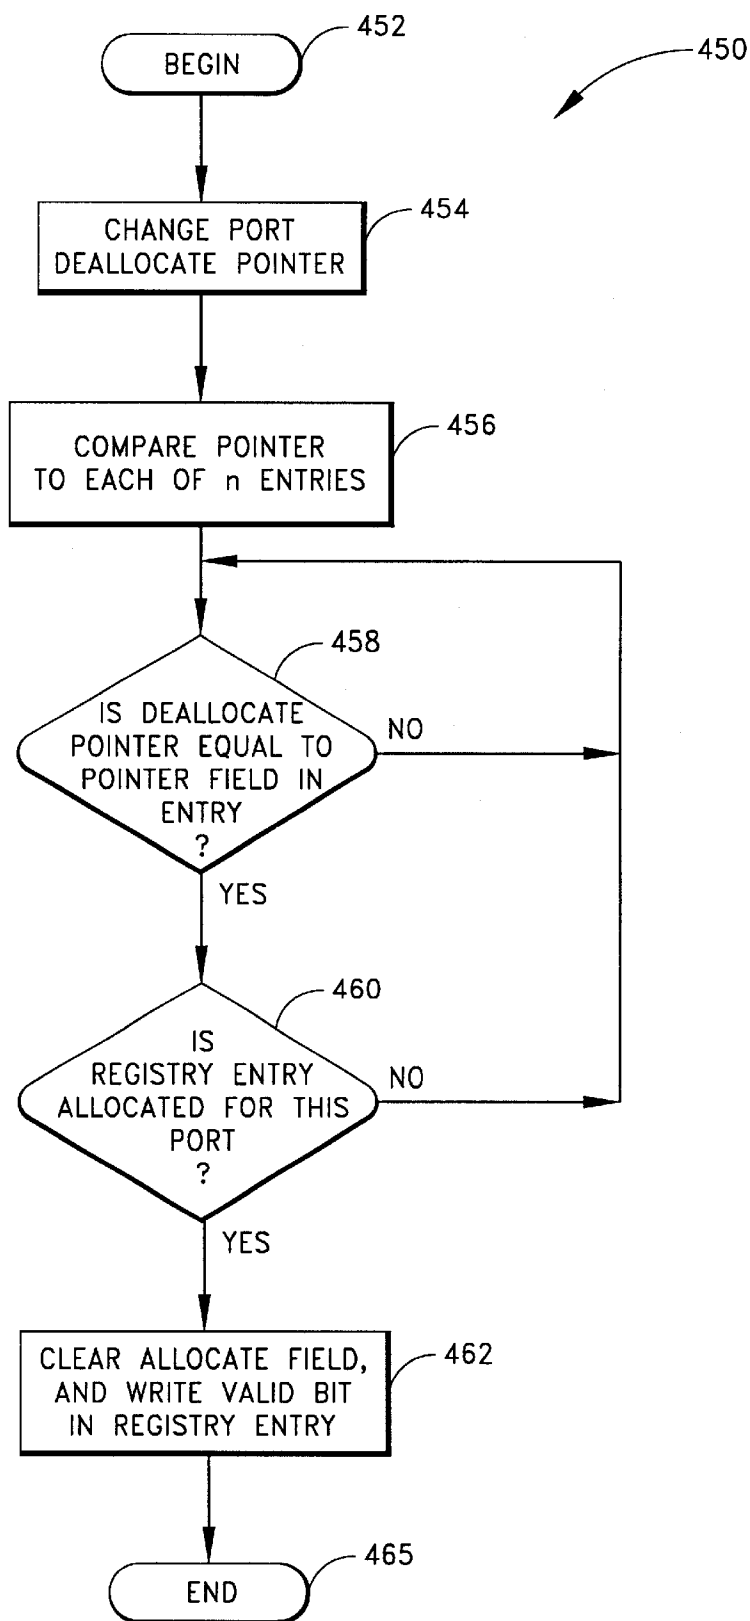 452
BEGIN
450
454
CHANGE PORT
DEALLOCATE POINTER
456
COMPARE POINTER
TO EACH OF n ENTRIES
458
IS DEALLOCATE
POINTER EQUAL TO
POINTER FIELD IN
ENTRY
?
NO
YES
460
IS
REGISTRY ENTRY
ALLOCATED FOR THIS
PORT
?
NO
YES
462
CLEAR ALLOCATE FIELD,
AND WRITE VALID BIT
IN REGISTRY ENTRY
465
END